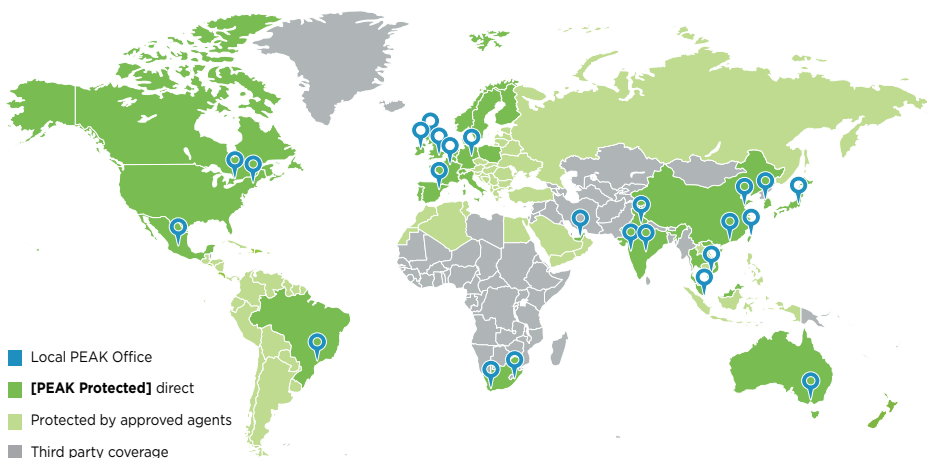 Local PEAK Office
[PEAK Protected] direct
Protected by approved agents
Third party coverage